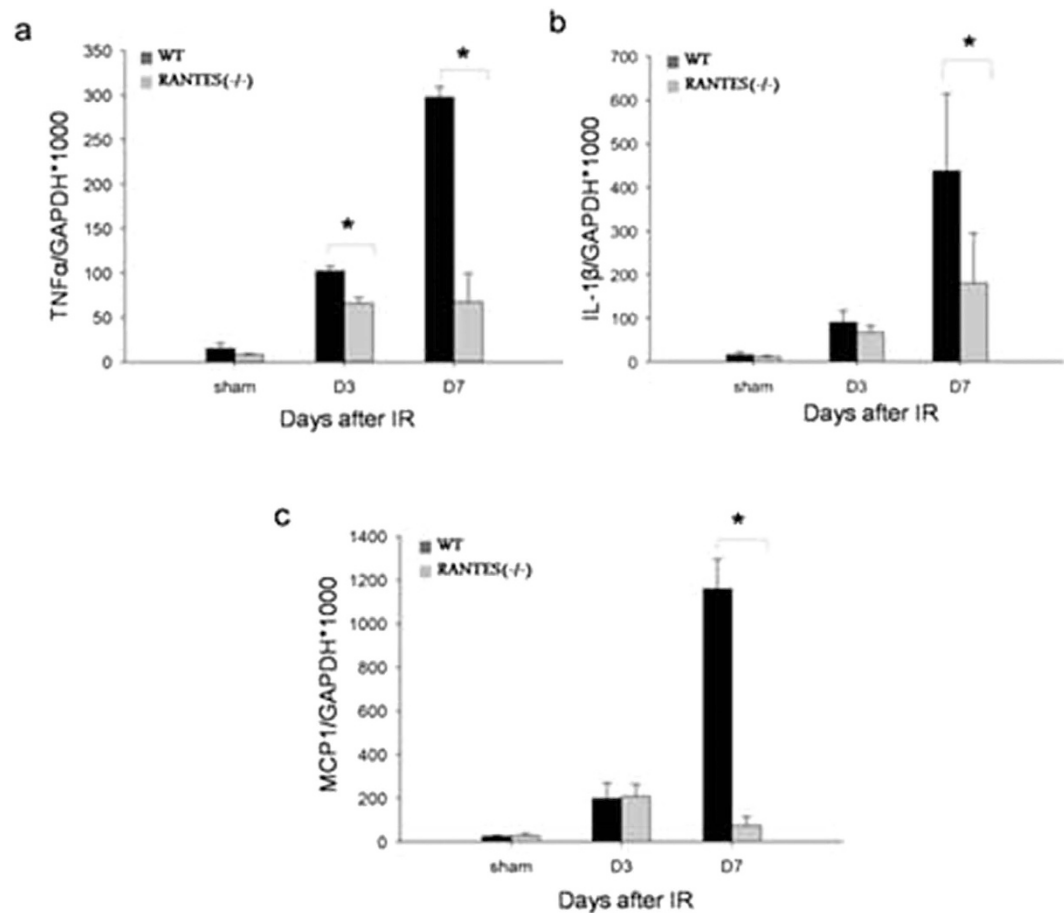 a
WT
RANTES(-/-)
*
*
TNFα/GAPDH*1000
350
300
250
200
150
100
50
0
sham D3 D7
Days after IR
b
WT
RANTES(-/-)
*
IL-1β/GAPDH*1000
700
600
500
400
300
200
100
0
sham D3 D7
Days after IR
c
WT
RANTES(-/-)
*
MCP1/GAPDH*1000
1400
1200
1000
800
600
400
200
0
sham D3 D7
Days after IR